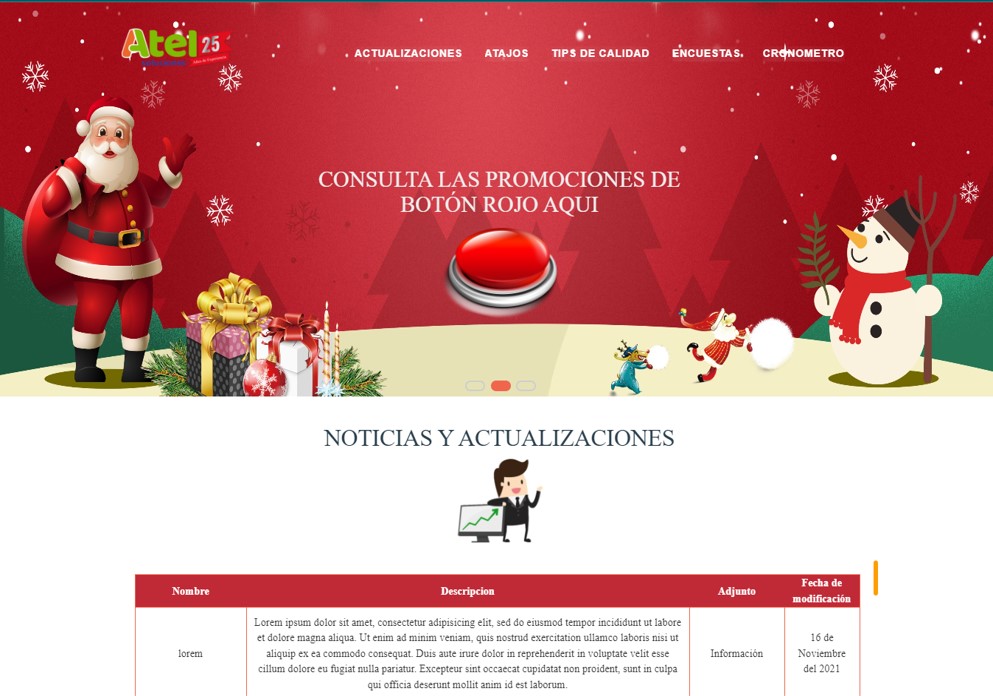 Atel 25
ACTUALIZACIONES ATAJOS TIPS DE CALIDAD ENCUESTAS CRONOMETRO
CONSULTA LAS PROMOCIONES DE
BOTÓN ROJO AQUI
NOTICIAS Y ACTUALIZACIONES
Nombre Descripcion Adjunto Fecha de modificación
Lorem ipsum dolor sit amet, consectetur adipisicing elit, sed do eiusmod tempor incididunt ut labore
et dolore magna aliqua. Ut enim ad minim veniam, quis nostrud exercitation ullamco laboris nisi ut
lorem aliquip ex ea commodo consequat. Duis aute irure dolor in reprehenderit in voluptate velit esse Información 16 de Noviembre del 2021
cillum dolore eu fugiat nulla pariatur. Excepteur sint occaecat cupidatat non proident, sunt in culpa
qui officia deserunt mollit anim id est laborum.